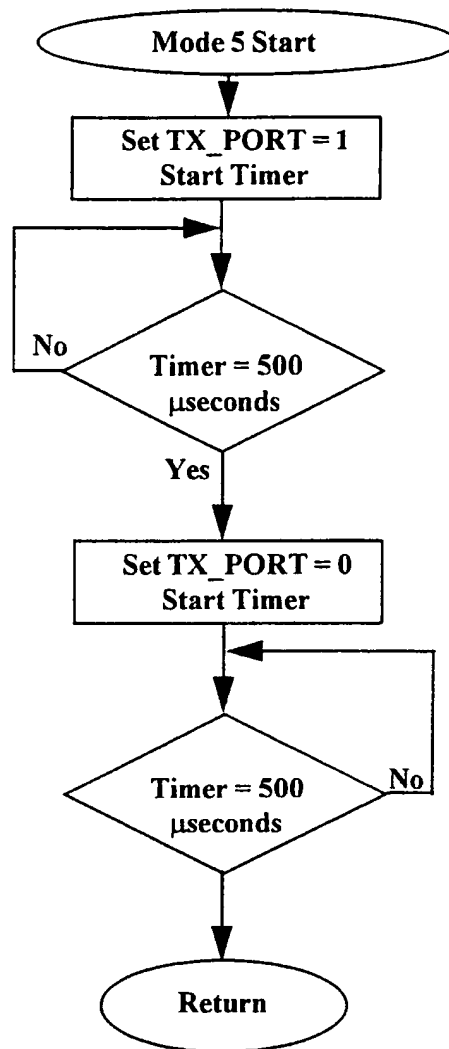 Mode 5 Start
Set TX_PORT = 1
Start Timer
No
Timer = 500
μseconds
Yes
Set TX_PORT = 0
Start Timer
Timer = 500
No
μseconds
Return